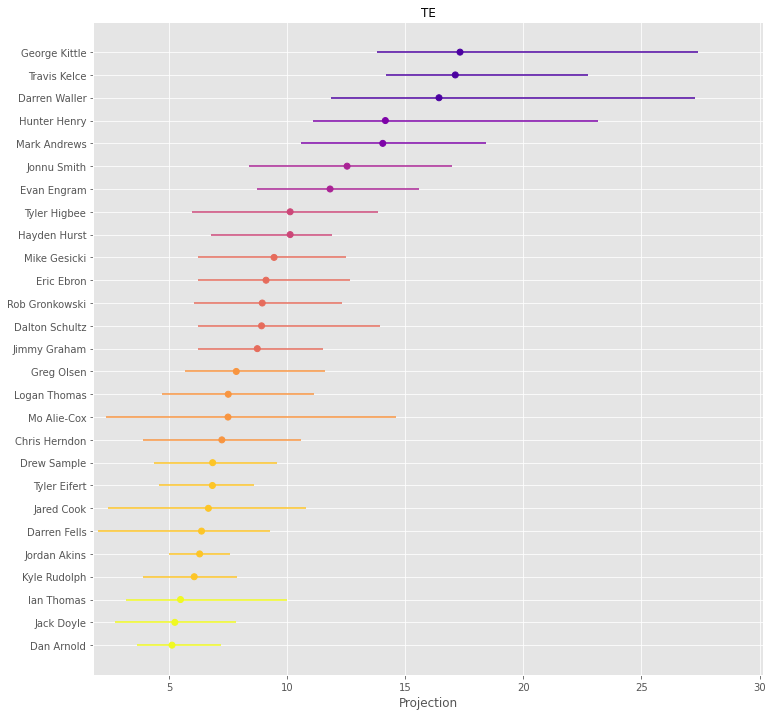 TE
George Kittle
Travis Kelce
Darren Waller
Hunter Henry
Mark Andrews
Jonnu Smith
Evan Engram
Tyler Higbee
Hayden Hurst
Mike Gesicki
Eric Ebron
Rob Gronkowski
Dalton Schultz
Jimmy Graham
Greg Olsen
Logan Thomas
Mo Alie-Cox
Chris Herndon
Drew Sample
Tyler Eifert
Jared Cook
Darren Fells
Jordan Akins
Kyle Rudolph
Ian Thomas
Jack Doyle
Dan Arnold
5 10 15 20 25 30
Projection